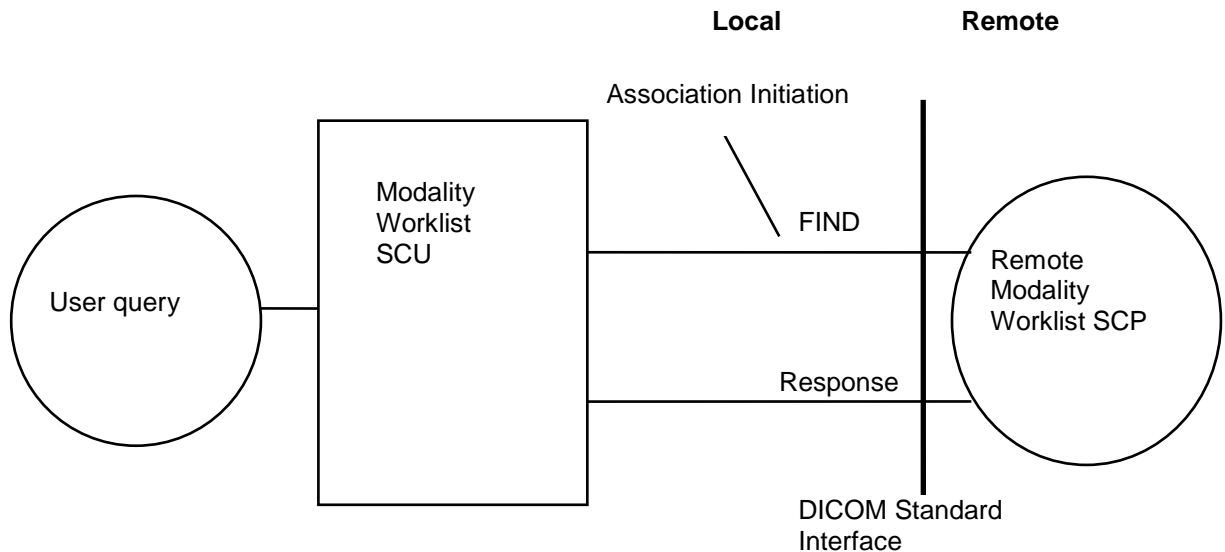 Local Remote
Association Initiation
Modality
Worklist
SCU
FIND
User query
Remote
Modality
Worklist SCP
Response
DICOM Standard
Interface